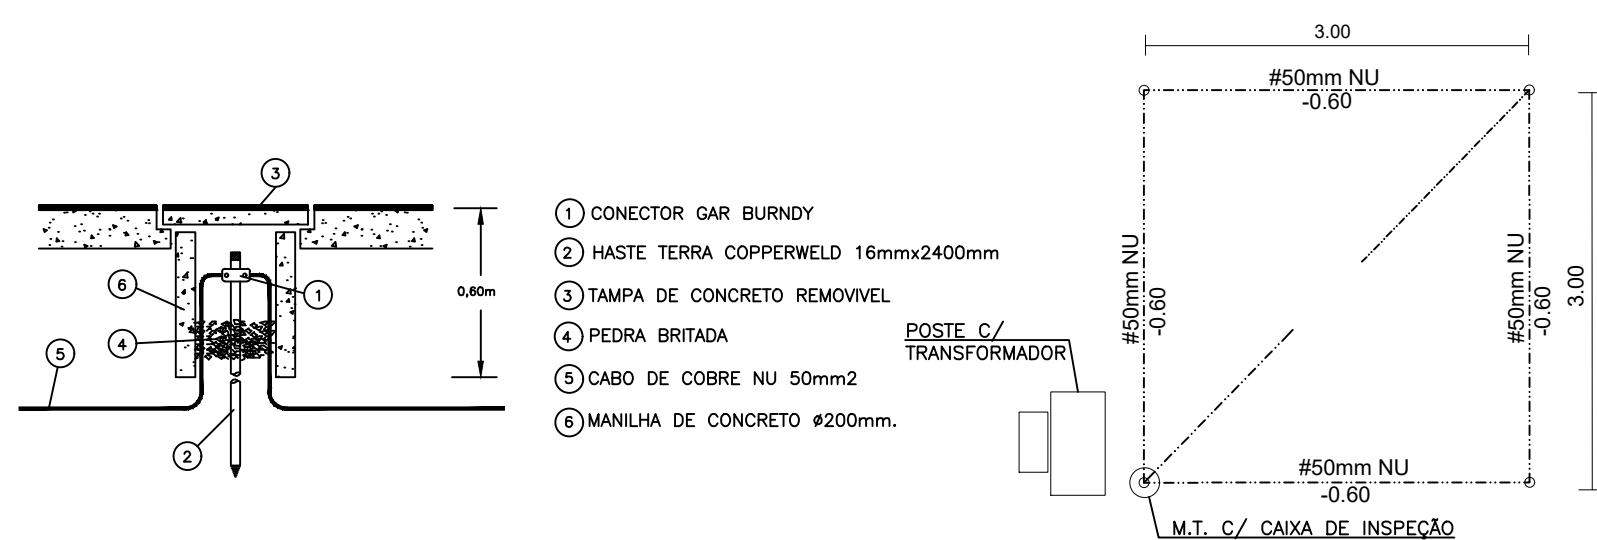 3
6
1
4
5
2
0,60m
1 CONECTOR GAR BURNDY
2 HASTE TERRA COPPERWELD 16mmx2400mm
3 TAMPA DE CONCRETO REMOVIVEL
4 PEDRA BRITADA
5 CABO DE COBRE NU 50mm2
6 MANILHA DE CONCRETO ø200mm.
POSTE C/
TRANSFORMADOR
3.00
#50mm NU
-0.60
#50mm NU
-0.60
#50mm NU
-0.60
3.00
#50mm NU
-0.60
M.T. C/ CAIXA DE INSPEÇÃO